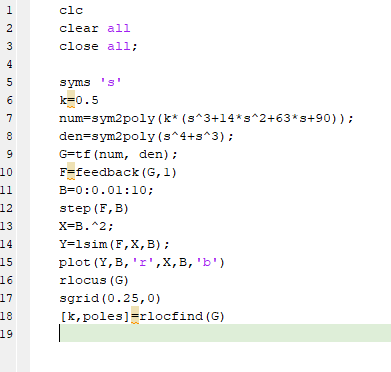 1 clc
2 clear all
3 close all;
4
5 syms 's'
6 k=0.5
7 num=sym2poly(k*(s^3+14*s^2+63*s+90));
8 den=sym2poly(s^4+s^3);
9 G=tf(num, den);
10 F=feedback(G,1)
11 B=0:0.01:10;
12 step(F,B)
13 X=B.^2;
14 Y=lsim(F,X,B);
15 plot(Y,B,'r',X,B,'b')
16 rlocus(G)
17 sgrid(0.25,0)
18 [k,poles]=rlocfind(G)
19